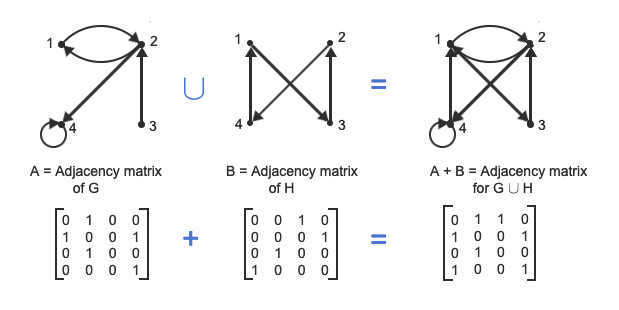 1 2 4 3
∪
1 2 4 3
=
1 2 4 3
A = Adjacency matrix
of G
B = Adjacency matrix
of H
A + B = Adjacency matrix
for G ∪ H
0 1 0 0
1 0 0 1
0 1 0 0
0 0 0 1
+
0 0 1 0
0 0 0 1
0 1 0 0
1 0 0 0
=
0 1 1 0
1 0 0 1
0 1 0 0
1 0 0 1